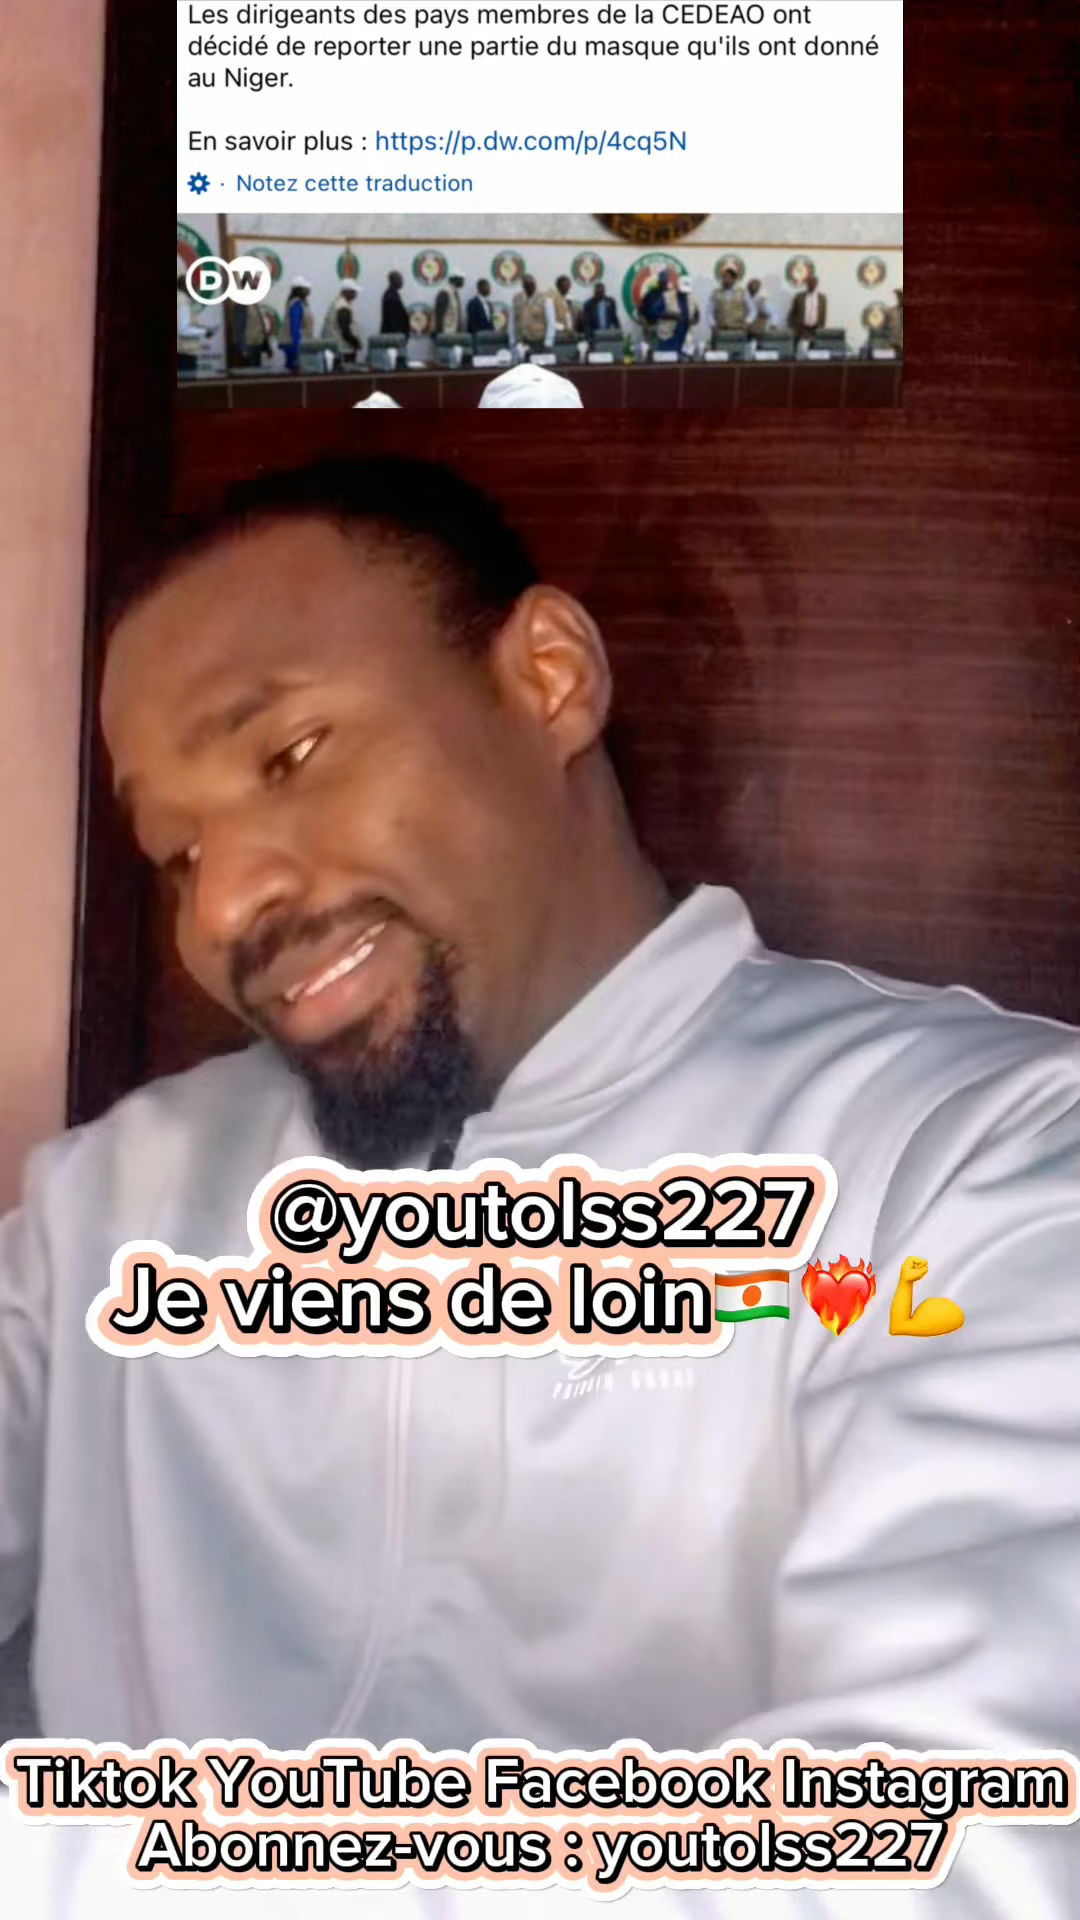 Les dirigeants des pays membres de la CEDEAO ont
décidé de reporter une partie du masque qu'ils ont donné
au Niger.
En savoir plus : https://p.dw.com/p/4cq5N
· Notez cette traduction
DW
@youtolss227
Je viens de loin🇳🇪❤️‍🔥💪
Tiktok YouTube Facebook Instagram
Abonnez-vous : youtolss227